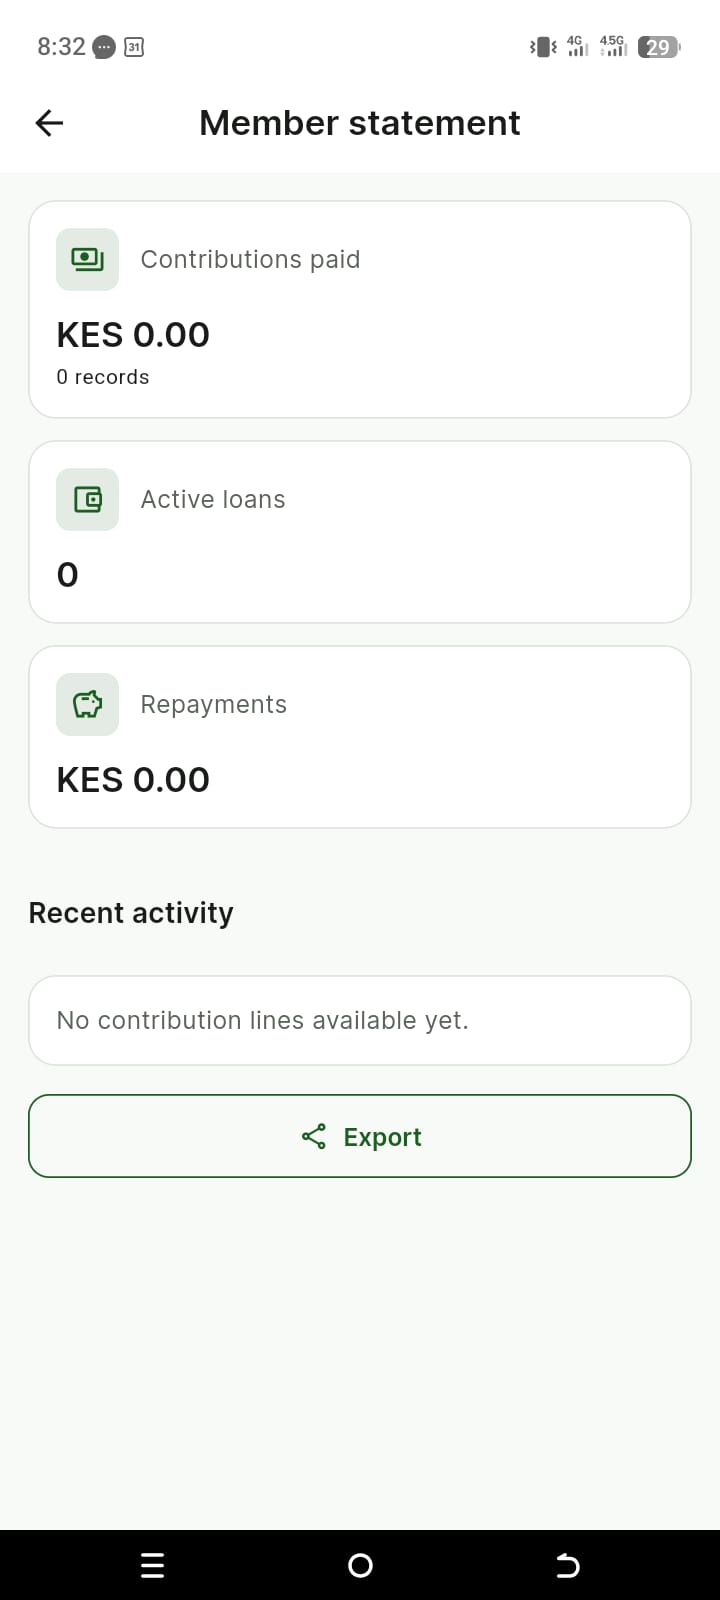 8:32
31
4G
4.5G
29
Member statement
Contributions paid
KES 0.00
0 records
Active loans
0
Repayments
KES 0.00
Recent activity
No contribution lines available yet.
Export